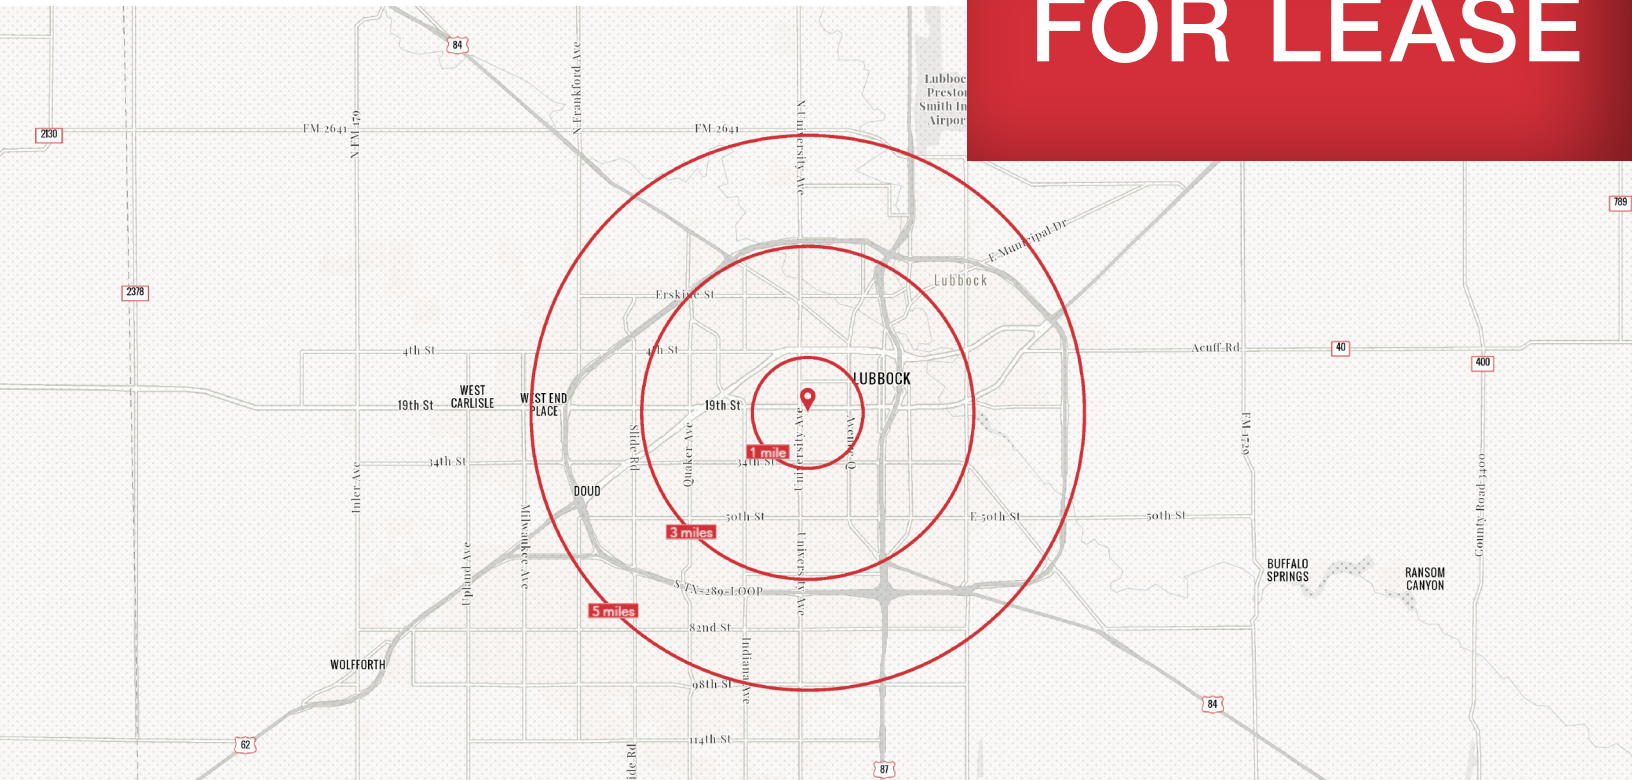 FOR LEASE
84
N Frankford Ave
Lubboc
Preston
Smith In
Airpor
N University Ave
2130
FM 2641
N FM 179
FM 2641
789
E Municipal Dr
Lubbock
2378
Erskine St
4th St
4th St
Acuff Rd
40
400
LUBBOCK
WEST
CARLISLE
WEST END
PLACE
19th St
19th St
University Ave
Avenue Q
Slide Rd
Quaker Ave
FM 1729
1 mile
34th St
34th St
Inler Ave
County Road 3400
DOUD
Milwaukee Ave
50th St
E 50th St
50th St
3 miles
Upland Ave
University Ave
BUFFALO
SPRINGS
RANSOM
CANYON
S TX-289-LOOP
5 miles
82nd St
Indiana Ave
WOLFFORTH
98th St
84
62
114th St
ide Rd
87